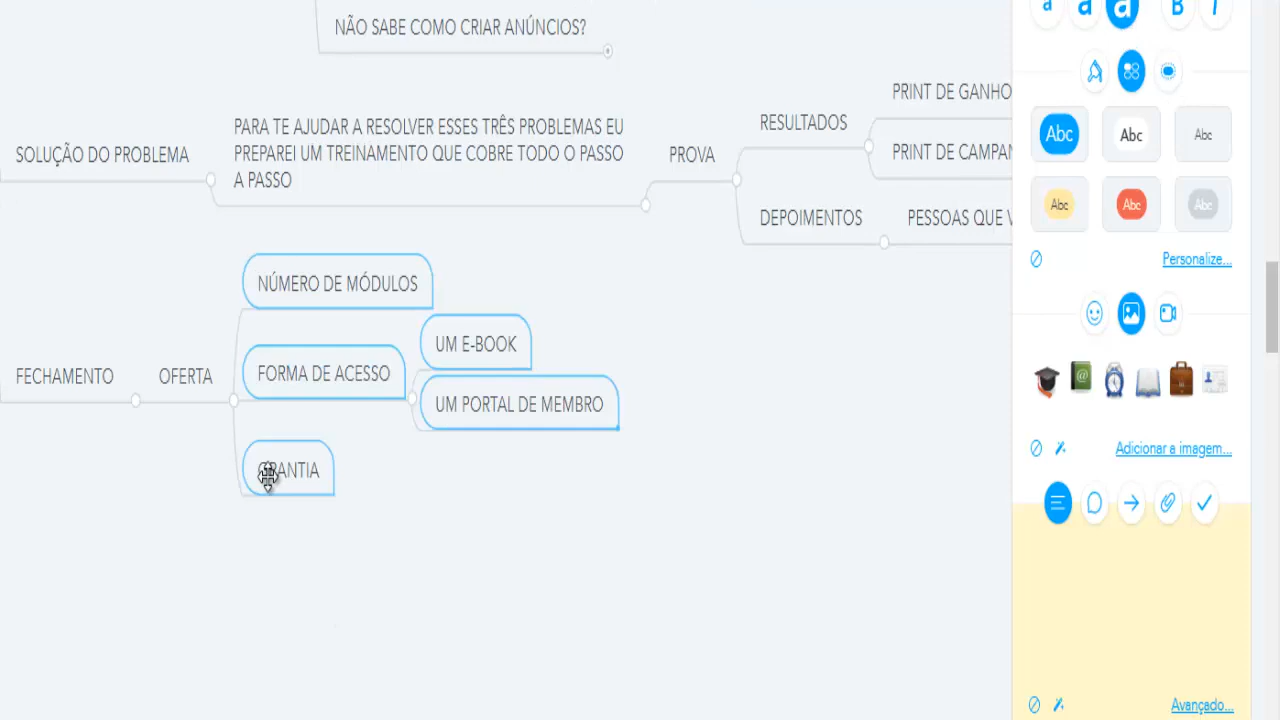 NÃO SABE COMO CRIAR ANÚNCIOS?
SOLUÇÃO DO PROBLEMA
PARA TE AJUDAR A RESOLVER ESSES TRÊS PROBLEMAS EU
PREPAREI UM TREINAMENTO QUE COBRE TODO O PASSO
A PASSO
PROVA
RESULTADOS
PRINT DE GANHO
PRINT DE CAMPAN
DEPOIMENTOS
PESSOAS QUE V
FECHAMENTO
OFERTA
NÚMERO DE MÓDULOS
FORMA DE ACESSO
UM E-BOOK
UM PORTAL DE MEMBRO
GRANTIA
a a a B I
Abc Abc Abc
Abc Abc Abc
Personalize...
Adicionar a imagem...
Avançado...